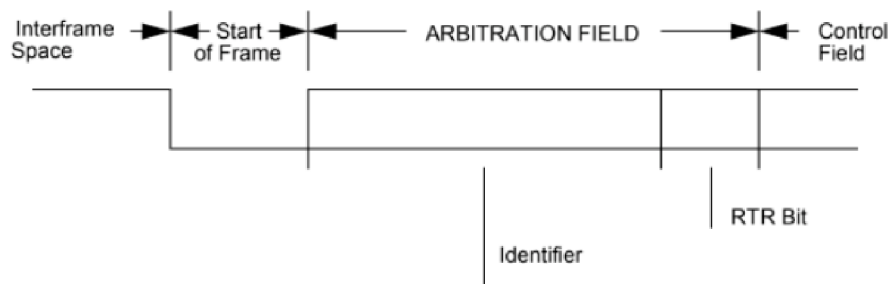 Interframe
Space
Start
of Frame
ARBITRATION FIELD
Control
Field
RTR Bit
Identifier